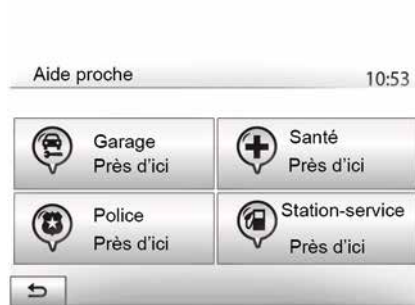 Aide proche
10:53
Garage
Près d'ici
Santé
Près d'ici
Police
Près d'ici
Station-service
Près d'ici